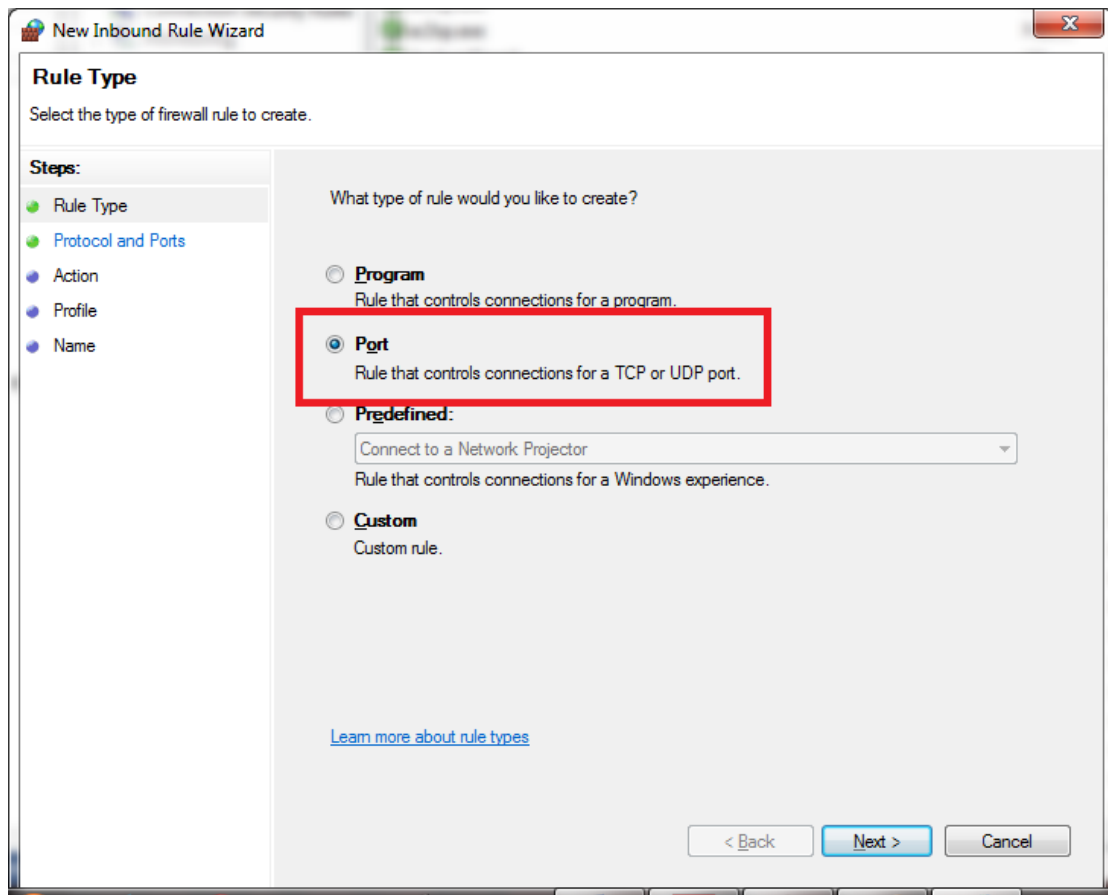 New Inbound Rule Wizard
Rule Type
Select the type of firewall rule to create.
Steps:
Rule Type
Protocol and Ports
Action
Profile
Name
What type of rule would you like to create?
Program
Rule that controls connections for a program.
Port
Rule that controls connections for a TCP or UDP port.
Predefined:
Connect to a Network Projector
Rule that controls connections for a Windows experience.
Custom
Custom rule.
Learn more about rule types
< Back
Next >
Cancel